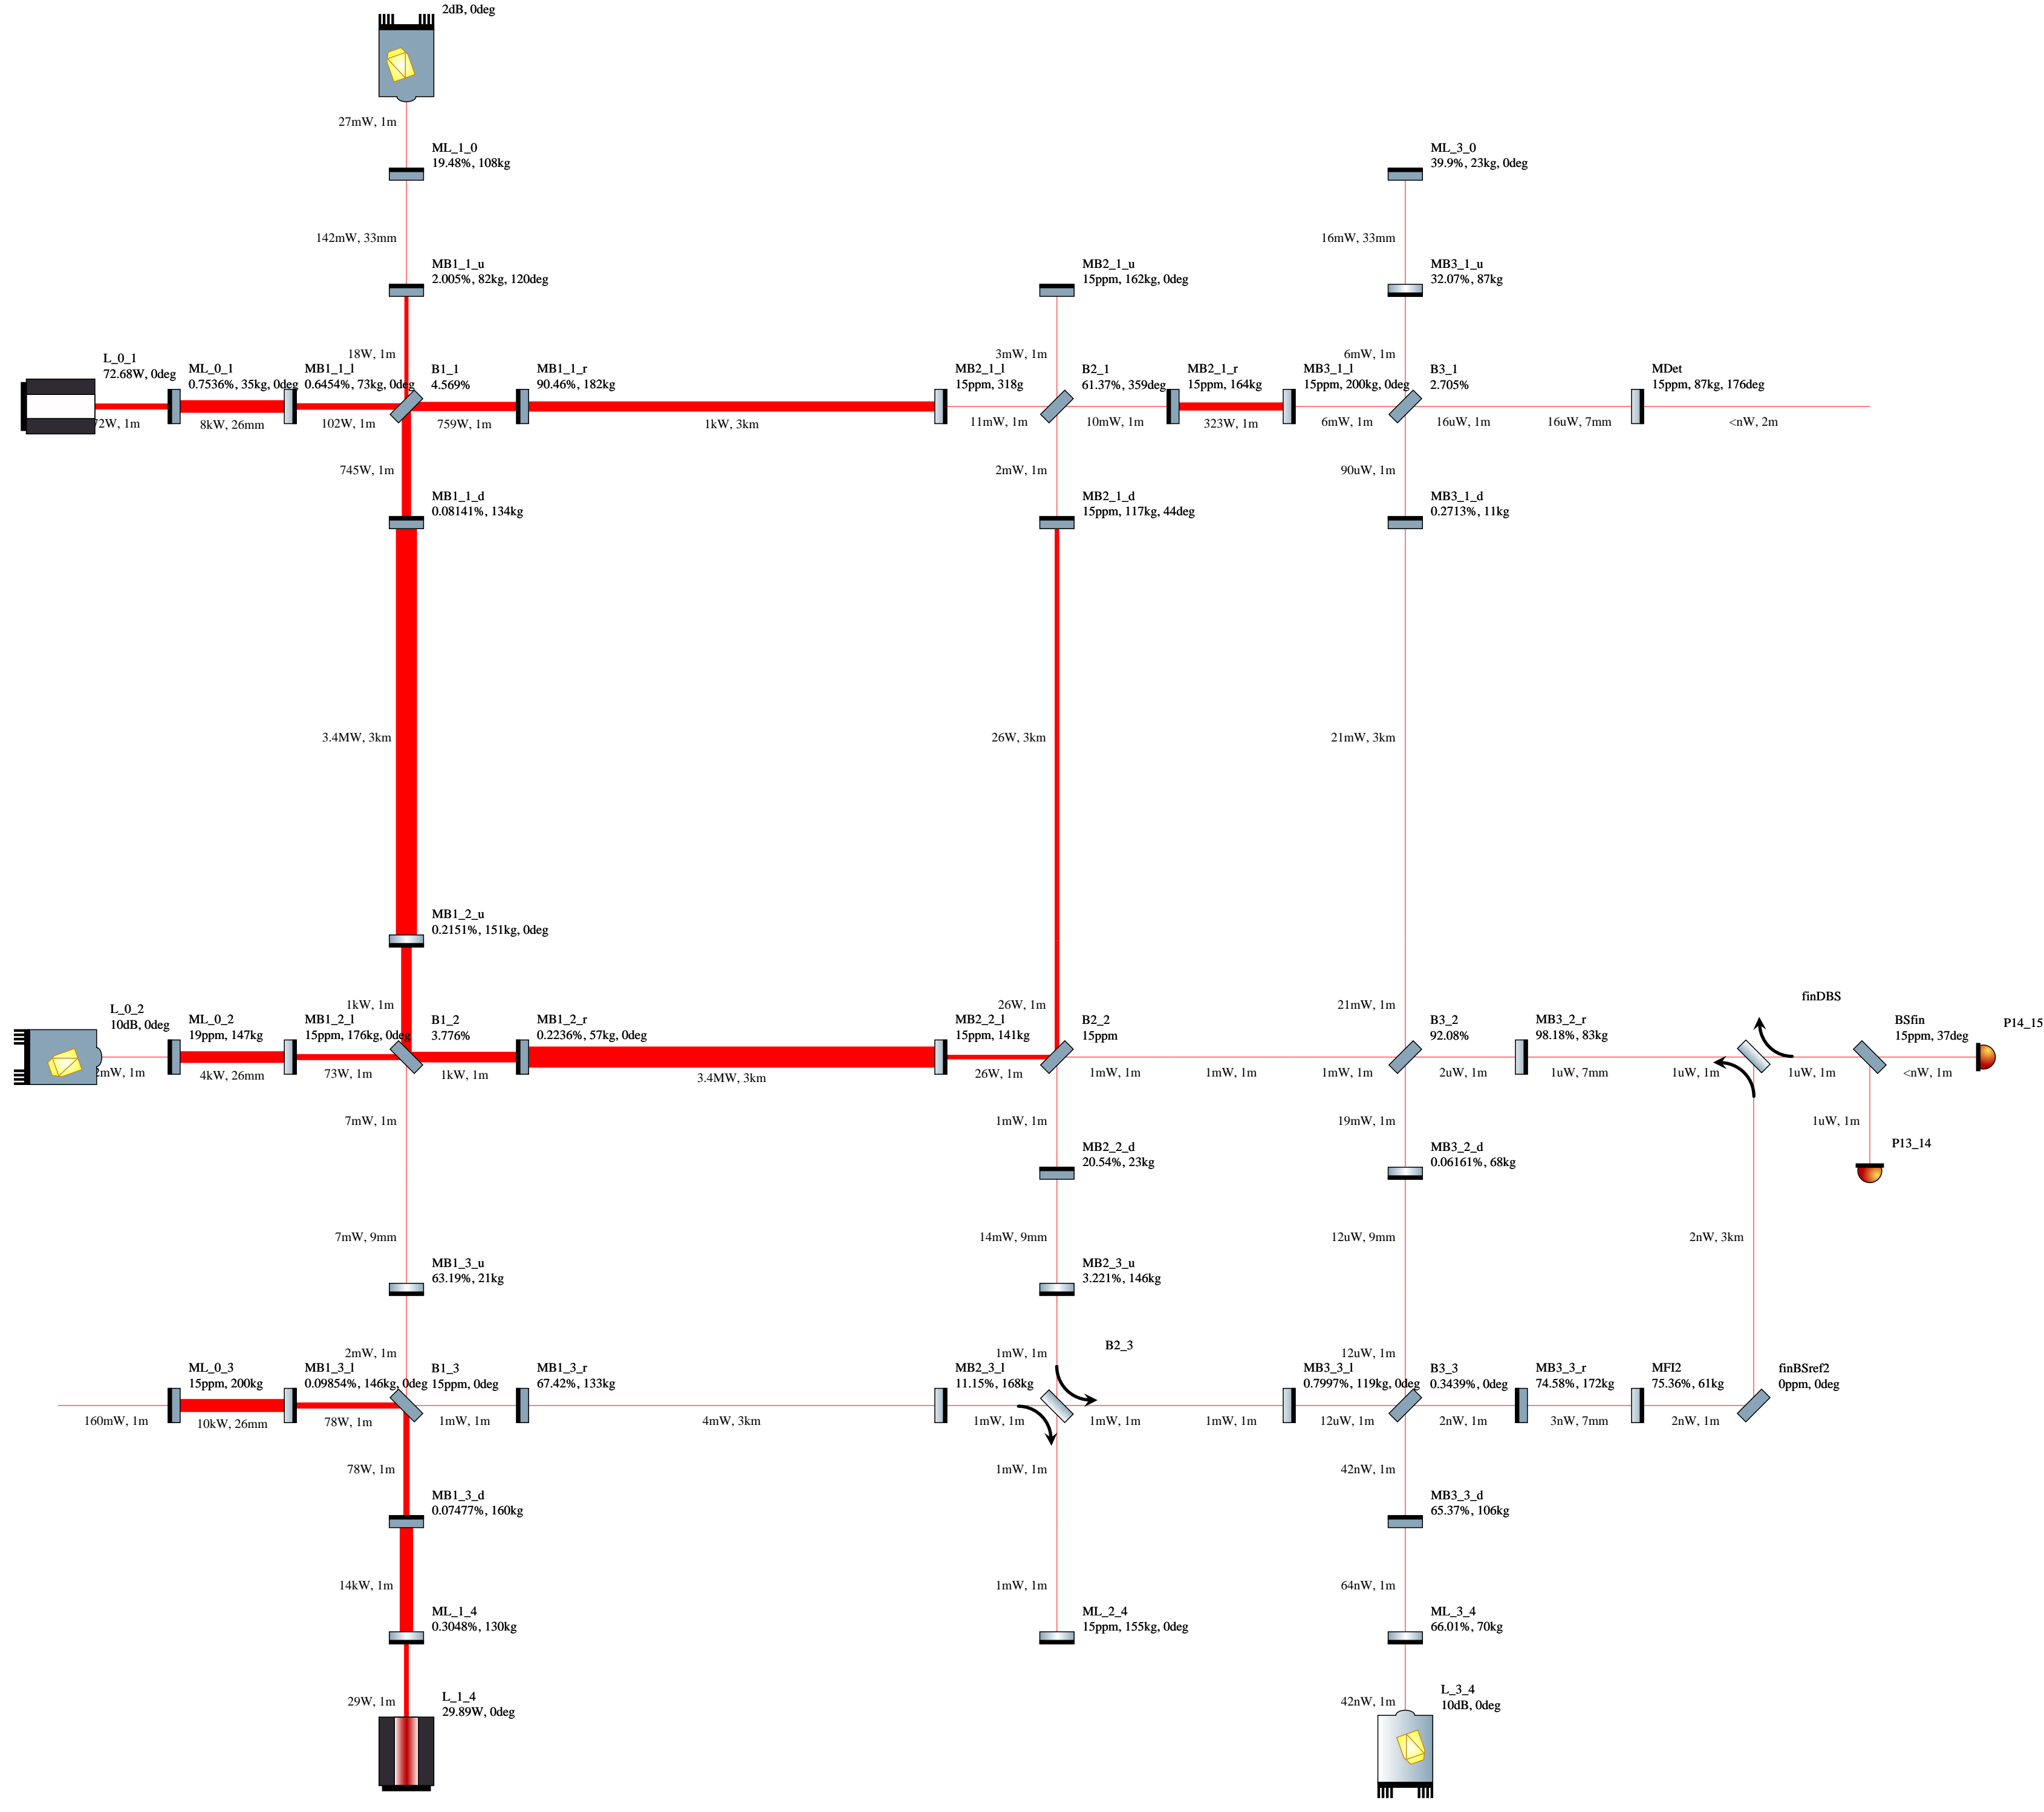 2dB, 0deg
27mW, 1m
ML_1_0
19.48%, 108kg
ML_3_0
39.9%, 23kg, 0deg
142mW, 33mm
16mW, 33mm
MB1_1_u
2.005%, 82kg, 120deg
MB2_1_u
15ppm, 162kg, 0deg
MB3_1_u
32.07%, 87kg
18W, 1m
3mW, 1m
6mW, 1m
L_0_1
72.68W, 0deg
ML_0_1
0.7536%, 35kg, 0deg
MB1_1_l
0.6454%, 73kg, 0deg
B1_1
4.569%
MB1_1_r
90.46%, 182kg
MB2_1_l
15ppm, 318g
B2_1
61.37%, 359deg
MB2_1_r
15ppm, 164kg
MB3_1_l
15ppm, 200kg, 0deg
B3_1
2.705%
MDet
15ppm, 87kg, 176deg
72W, 1m
8kW, 26mm
102W, 1m
759W, 1m
1kW, 3km
11mW, 1m
10mW, 1m
323W, 1m
6mW, 1m
16uW, 1m
16uW, 7mm
<nW, 2m
745W, 1m
2mW, 1m
90uW, 1m
MB1_1_d
0.08141%, 134kg
MB2_1_d
15ppm, 117kg, 44deg
MB3_1_d
0.2713%, 11kg
3.4MW, 3km
26W, 3km
21mW, 3km
MB1_2_u
0.2151%, 151kg, 0deg
1kW, 1m
26W, 1m
21mW, 1m
finDBS
L_0_2
10dB, 0deg
ML_0_2
19ppm, 147kg
MB1_2_l
15ppm, 176kg, 0deg
B1_2
3.776%
MB1_2_r
0.2236%, 57kg, 0deg
MB2_2_l
15ppm, 141kg
B2_2
15ppm
B3_2
92.08%
MB3_2_r
98.18%, 83kg
BSfin
15ppm, 37deg
P14_15
2mW, 1m
4kW, 26mm
73W, 1m
1kW, 1m
3.4MW, 3km
26W, 1m
1mW, 1m
1mW, 1m
1mW, 1m
2uW, 1m
1uW, 7mm
1uW, 1m
1uW, 1m
<nW, 1m
7mW, 1m
1mW, 1m
19mW, 1m
1uW, 1m
P13_14
MB2_2_d
20.54%, 23kg
MB3_2_d
0.06161%, 68kg
7mW, 9mm
14mW, 9mm
12uW, 9mm
2nW, 3km
MB1_3_u
63.19%, 21kg
MB2_3_u
3.221%, 146kg
2mW, 1m
1mW, 1m
B2_3
12uW, 1m
ML_0_3
15ppm, 200kg
MB1_3_l
0.09854%, 146kg, 0deg
B1_3
15ppm, 0deg
MB1_3_r
67.42%, 133kg
MB2_3_l
11.15%, 168kg
MB3_3_l
0.7997%, 119kg, 0deg
B3_3
0.3439%, 0deg
MB3_3_r
74.58%, 172kg
MFI2
75.36%, 61kg
finBSref2
0ppm, 0deg
160mW, 1m
10kW, 26mm
78W, 1m
1mW, 1m
4mW, 3km
1mW, 1m
1mW, 1m
1mW, 1m
12uW, 1m
2nW, 1m
3nW, 7mm
2nW, 1m
78W, 1m
1mW, 1m
42nW, 1m
MB1_3_d
0.07477%, 160kg
MB3_3_d
65.37%, 106kg
14kW, 1m
1mW, 1m
64nW, 1m
ML_1_4
0.3048%, 130kg
ML_2_4
15ppm, 155kg, 0deg
ML_3_4
66.01%, 70kg
29W, 1m
L_1_4
29.89W, 0deg
42nW, 1m
L_3_4
10dB, 0deg